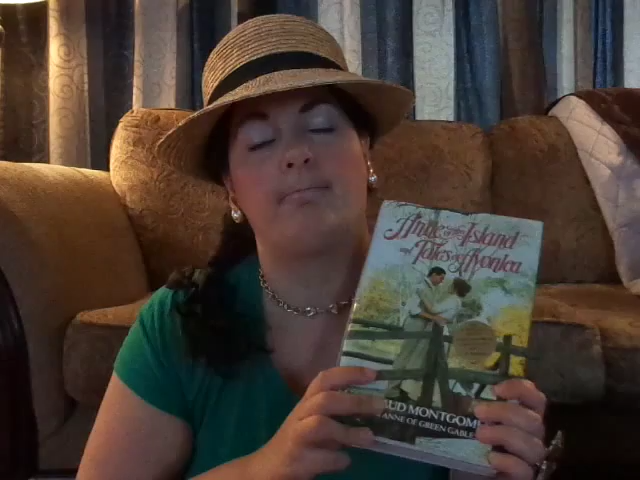 Anne of the Island
and Tales of Avonlea
UD MONTGOM
ANNE OF GREEN GABLE